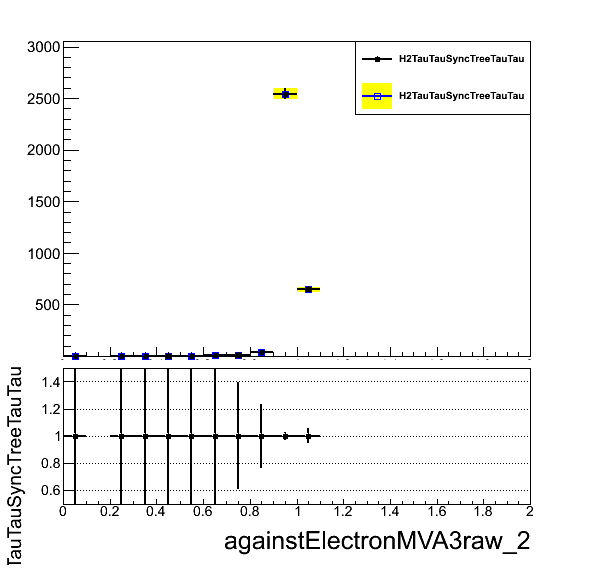 3000
2500
2000
1500
1000
500
H2TauTauSyncTreeTauTau
H2TauTauSyncTreeTauTau
1.4
1.2
1
0.8
0.6
0 0.2 0.4 0.6 0.8 1 1.2 1.4 1.6 1.8 2
TauTauSyncTreeTauTau
againstElectronMVA3raw_2